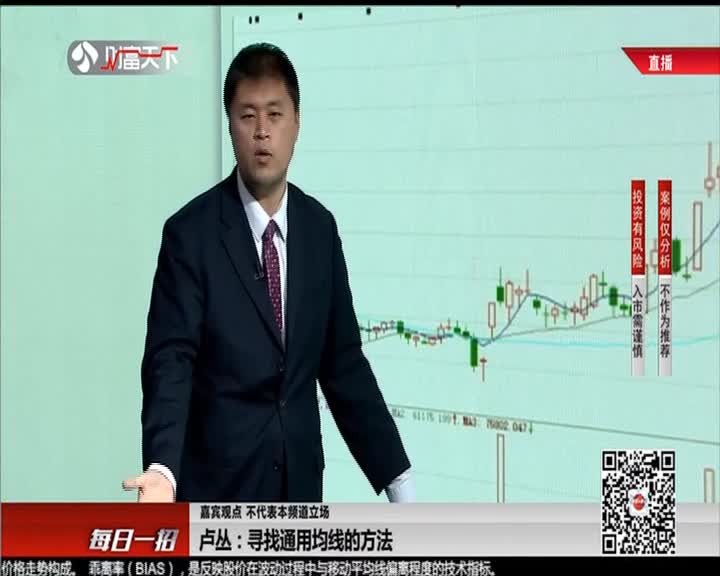 财富天下
直播
投资有风险 入市需谨慎
案例仅分析 不作为推荐
MA2: 61175.199↑ MA3: 75802.047↓
嘉宾观点 不代表本频道立场
每日一招
卢丛：寻找通用均线的方法
价格走势构成。 乖离率（BIAS），是反映股价在波动过程中与移动平均线偏离程度的技术指标。